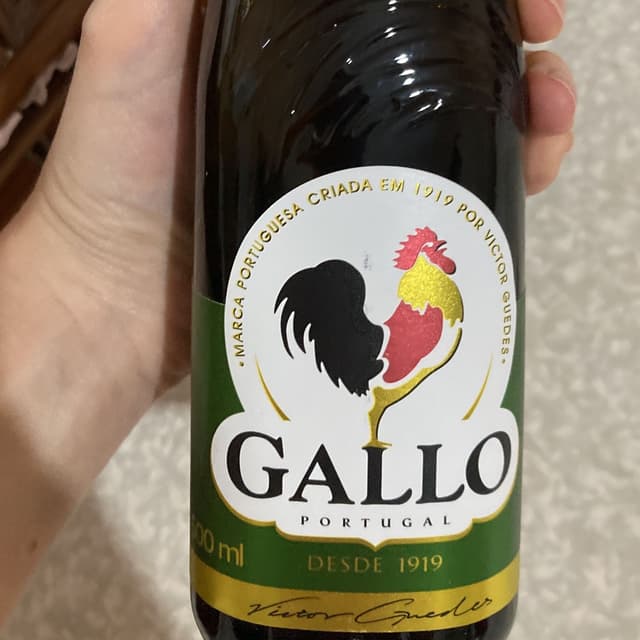 • MARCA PORTUGUESA CRIADA EM 1919 POR VICTOR GUEDES •
GALLO
PORTUGAL
00 ml
DESDE 1919
Victor Guedes